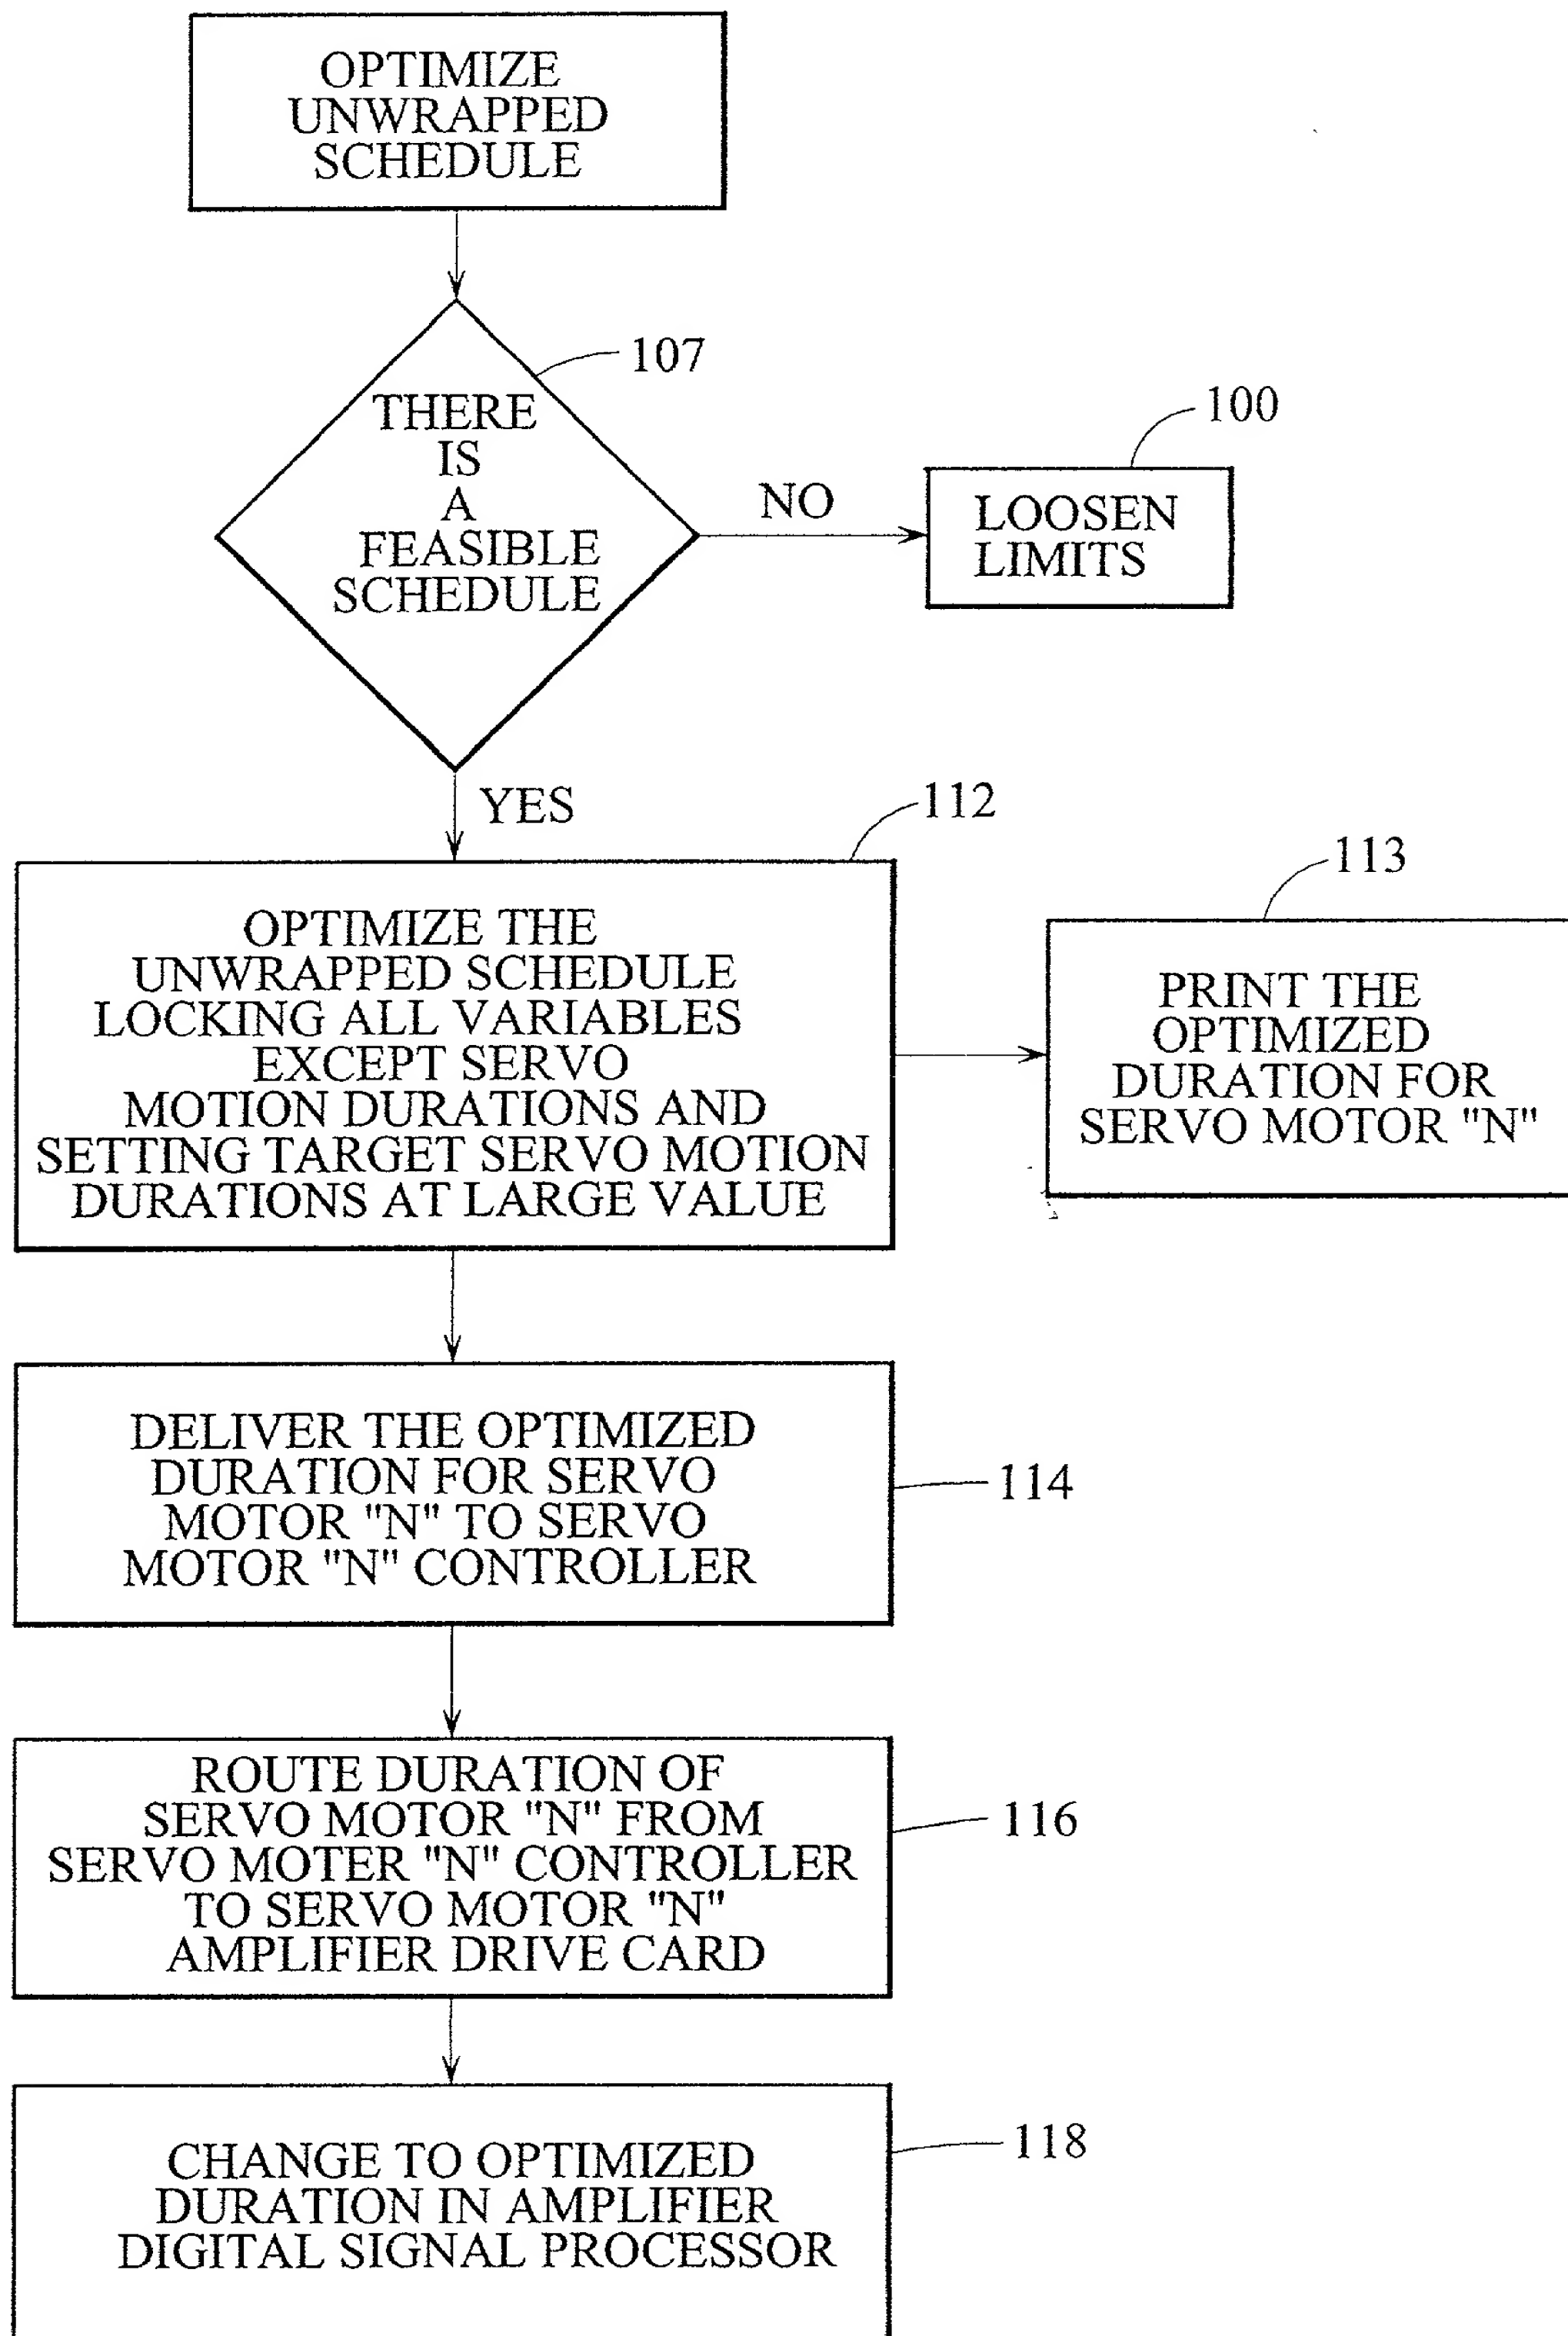 OPTIMIZE
UNWRAPPED
SCHEDULE
107
THERE
IS
A
FEASIBLE
SCHEDULE
NO
100
LOOSEN
LIMITS
YES
112
OPTIMIZE THE
UNWRAPPED SCHEDULE
LOCKING ALL VARIABLES
EXCEPT SERVO
MOTION DURATIONS AND
SETTING TARGET SERVO MOTION
DURATIONS AT LARGE VALUE
113
PRINT THE
OPTIMIZED
DURATION FOR
SERVO MOTOR "N"
DELIVER THE OPTIMIZED
DURATION FOR SERVO
MOTOR "N" TO SERVO
MOTOR "N" CONTROLLER
114
ROUTE DURATION OF
SERVO MOTOR "N" FROM
SERVO MOTER "N" CONTROLLER
TO SERVO MOTOR "N"
AMPLIFIER DRIVE CARD
116
CHANGE TO OPTIMIZED
DURATION IN AMPLIFIER
DIGITAL SIGNAL PROCESSOR
118